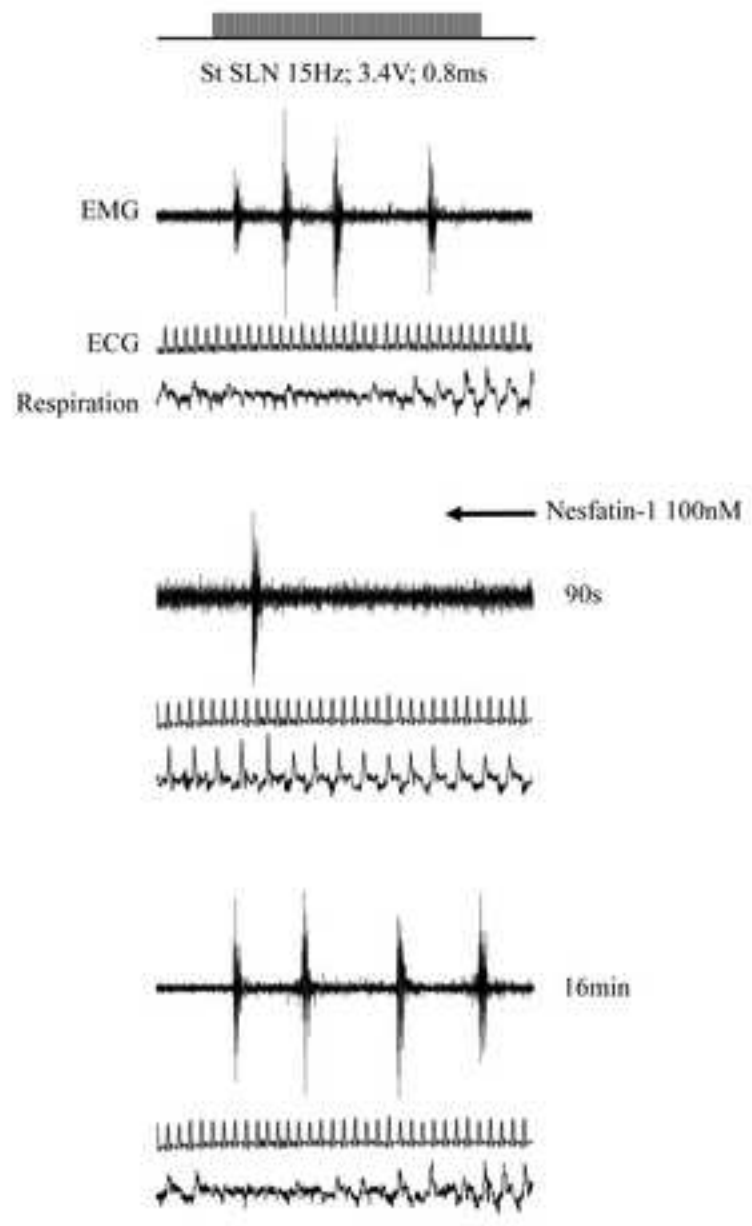 St SLN 15Hz; 3.4V; 0.8ms
EMG
ECG
Respiration
Nesfatin-1 100nM
90s
16min